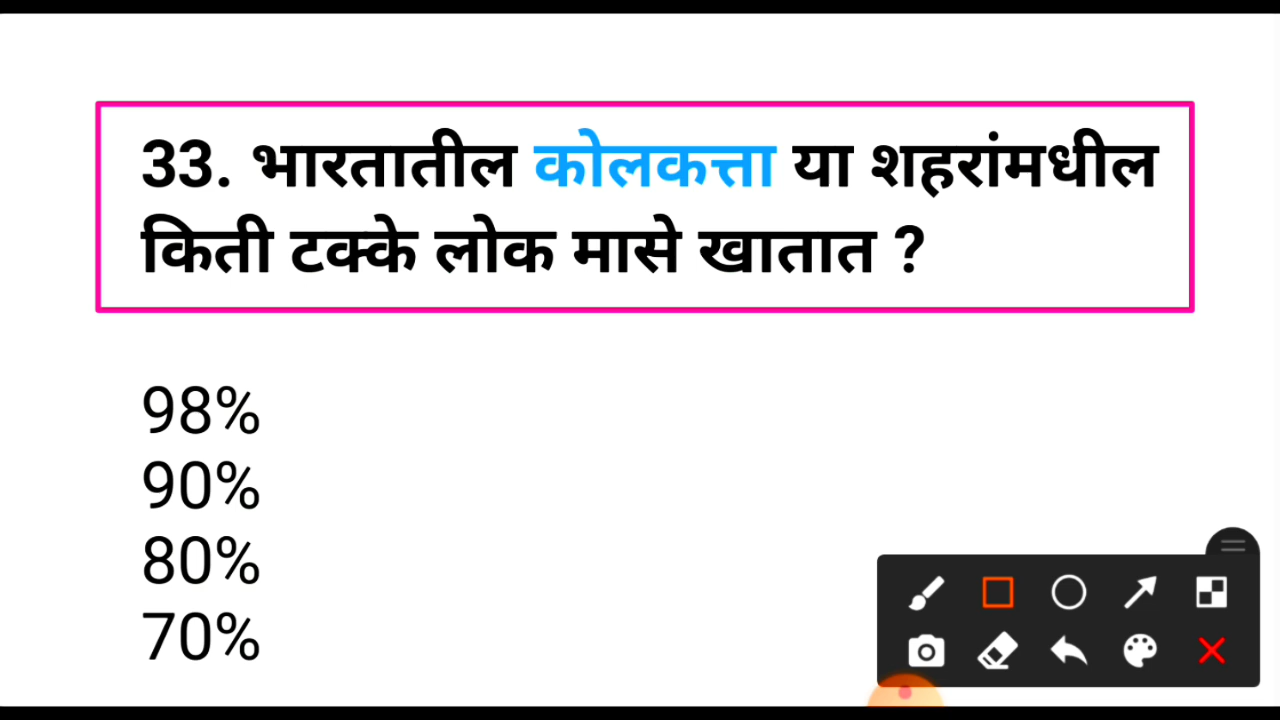 33. भारतातील कोलकत्ता या शहरांमधील
किती टक्के लोक मासे खातात ?
98%
90%
80%
70%